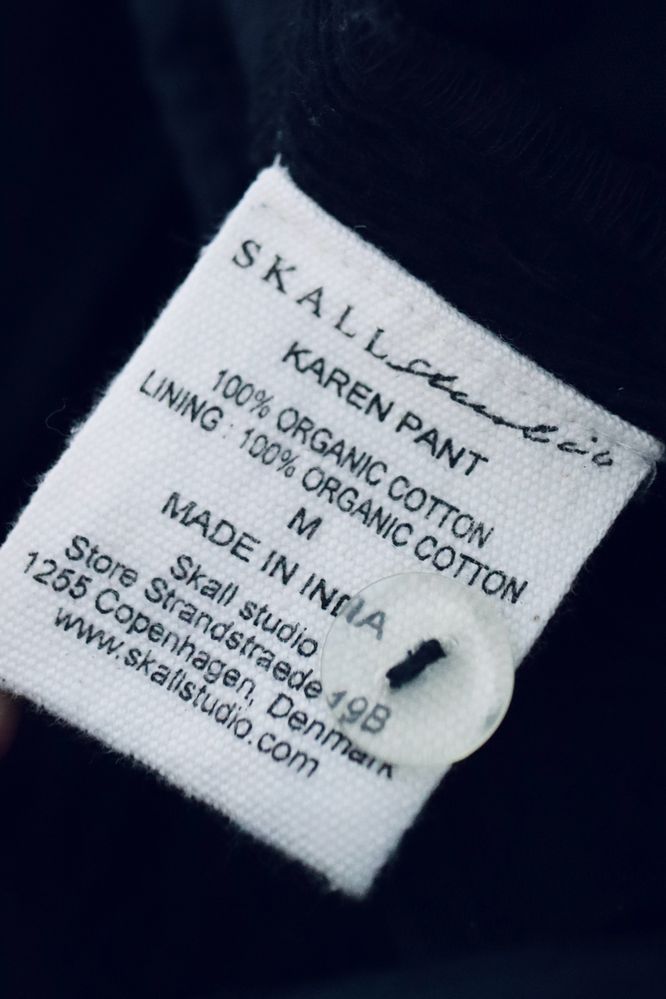 SKALL studio
KAREN PANT
100% ORGANIC COTTON
LINING : 100% ORGANIC COTTON
M
MADE IN INDIA
Skall studio
Store Strandstraede 19B
1255 Copenhagen, Denmark
www.skallstudio.com